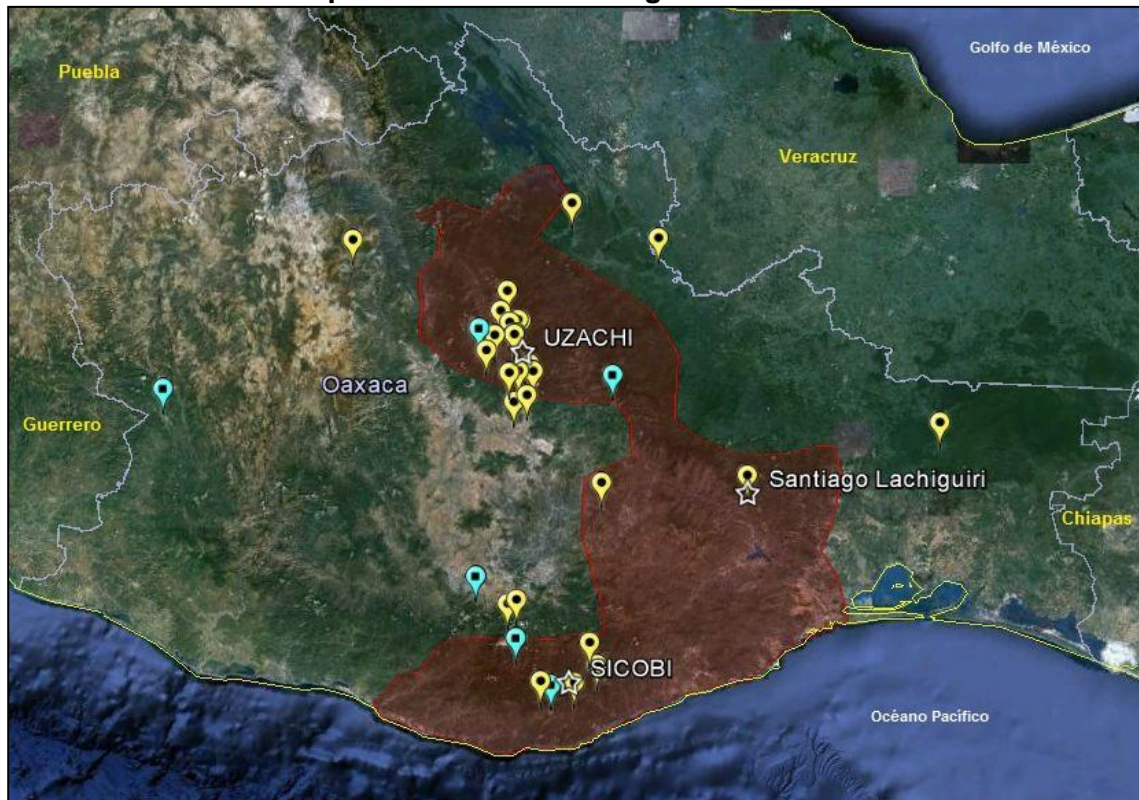 Golfo de México
Puebla
Veracruz
UZACHI
Oaxaca
Guerrero
Santiago Lachiguiri
Chiapas
SICOBI
Océano Pacífico